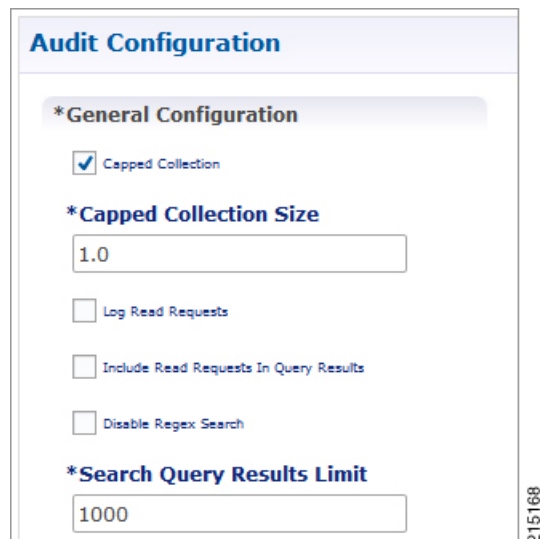 Audit Configuration
*General Configuration
Capped Collection
*Capped Collection Size
1.0
Log Read Requests
Include Read Requests In Query Results
Disable Regex Search
*Search Query Results Limit
1000
215168